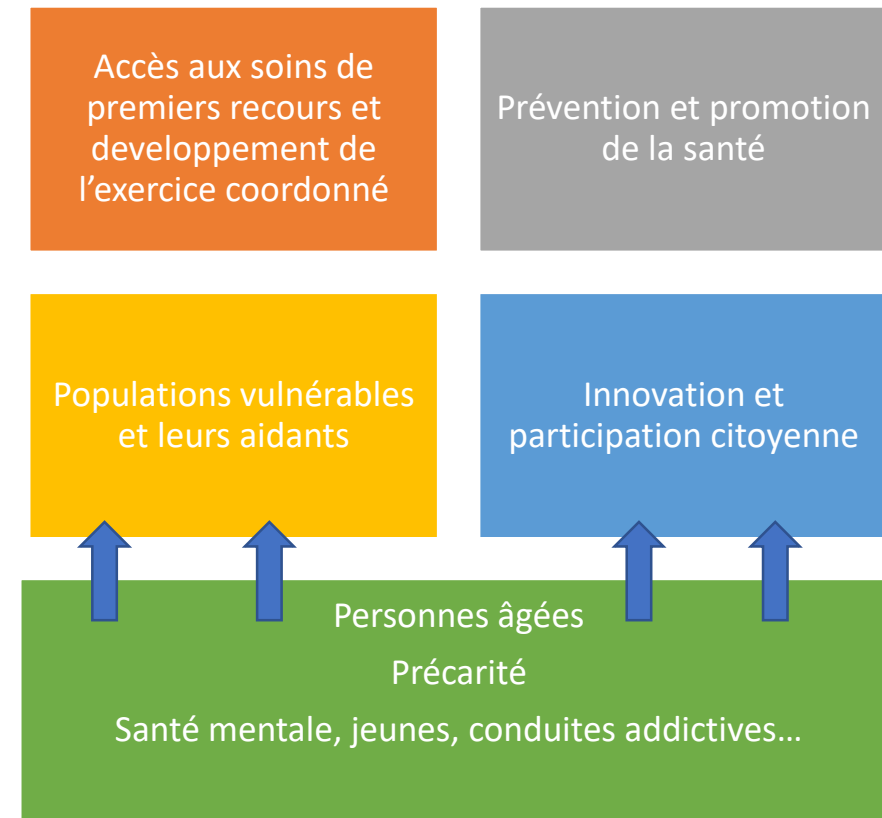 Accès aux soins de
premiers recours et
developpement de
l’exercice coordonné
Prévention et promotion
de la santé
Populations vulnérables
et leurs aidants
Innovation et
participation citoyenne
Personnes âgées
Précarité
Santé mentale, jeunes, conduites addictives…